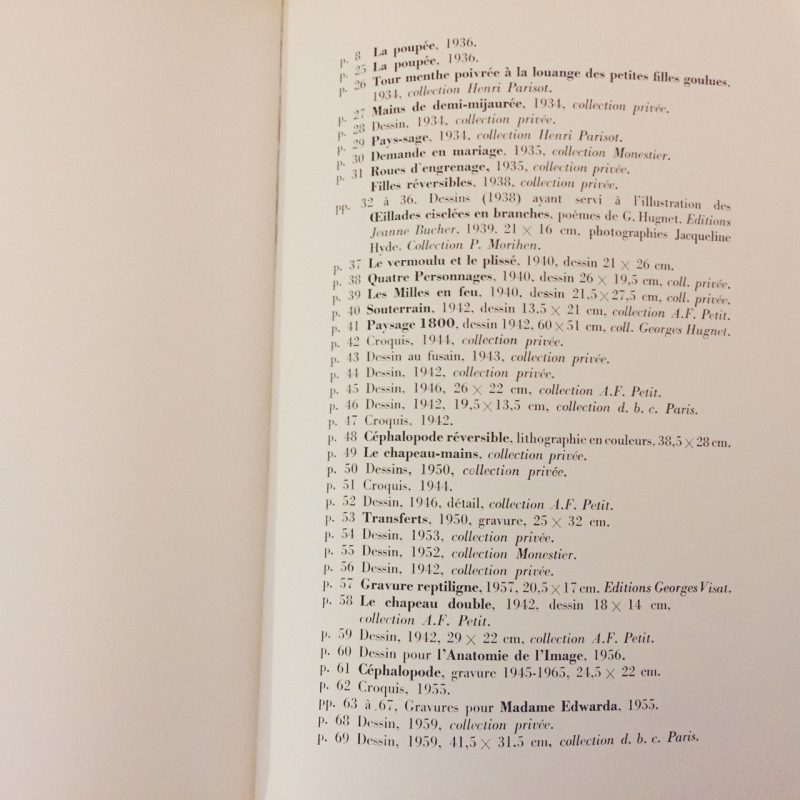 p. 8 La poupée, 1936.
p. 25 La poupée, 1936.
p. 26 Tour menthe poivrée à la louange des petites filles goulues,
1934, collection Henri Parisot.
p. 27 Mains de demi-mijaurée, 1934, collection privée.
p. 28 Dessin, 1934, collection privée.
p. 29 Pays-sage, 1934, collection Henri Parisot.
p. 30 Demande en mariage, 1935, collection Monestier.
p. 31 Roues d'engrenage, 1935, collection privée.
Filles réversibles, 1938, collection privée.
pp. 32 à 36. Dessins (1938) ayant servi à l'illustration des
Œillades ciselées en branches, poèmes de G. Hugnet. Editions
Jeanne Bucher, 1939. 21 × 16 cm, photographies Jacqueline
Hyde. Collection P. Morihen.
p. 37 Le vermoulu et le plissé, 1940, dessin 21 × 26 cm.
p. 38 Quatre Personnages, 1940, dessin 26 × 19,5 cm, coll. privée.
p. 39 Les Milles en feu, 1940, dessin 21,5×27,5 cm, coll. privée.
p. 40 Souterrain, 1942, dessin 13,5 × 21 cm, collection A.F. Petit.
p. 41 Paysage 1800, dessin 1942, 60×51 cm, coll. Georges Hugnet.
p. 42 Croquis, 1944, collection privée.
p. 43 Dessin au fusain, 1943, collection privée.
p. 44 Dessin, 1942, collection privée.
p. 45 Dessin, 1946, 26 × 22 cm, collection A.F. Petit.
p. 46 Dessin, 1942, 19,5×13,5 cm, collection d. b. c. Paris.
p. 47 Croquis, 1942.
p. 48 Céphalopode réversible, lithographie en couleurs, 38,5×28 cm.
p. 49 Le chapeau-mains, collection privée.
p. 50 Dessins, 1950, collection privée.
p. 51 Croquis, 1944.
p. 52 Dessin, 1946, détail, collection A.F. Petit.
p. 53 Transferts, 1950, gravure, 25 × 32 cm.
p. 54 Dessin, 1953, collection privée.
p. 55 Dessin, 1952, collection Monestier.
p. 56 Dessin, 1942, collection privée.
p. 57 Gravure reptiligne, 1957, 20,5×17 cm. Editions Georges Visat.
p. 58 Le chapeau double, 1942, dessin 18 × 14 cm,
collection A.F. Petit.
p. 59 Dessin, 1942, 29 × 22 cm, collection A.F. Petit.
p. 60 Dessin pour l'Anatomie de l'Image, 1956.
p. 61 Céphalopode, gravure 1945-1965, 24,5 × 22 cm.
p. 62 Croquis, 1955.
pp. 63 à 67, Gravures pour Madame Edwarda, 1955.
p. 68 Dessin, 1959, collection privée.
p. 69 Dessin, 1959, 41,5 × 31,5 cm, collection d. b. c. Paris.